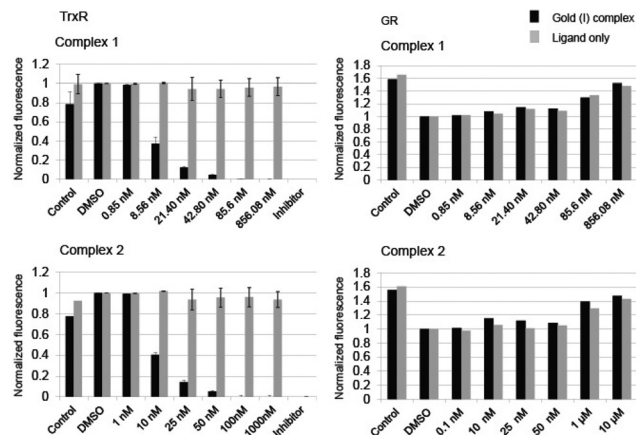 TrxR
GR
Gold (I) complex
Ligand only
Complex 1
Normalized fluorescence
1.2
1
0.8
0.6
0.4
0.2
0
Control
DMSO
0.85 nM
8.56 nM
21.40 nM
42.80 nM
85.6 nM
856.08 nM
Inhibitor
Complex 1
Normalized fluorescence
1.8
1.6
1.4
1.2
1
0.8
0.6
0.4
0.2
0
Control
DMSO
0.85 nM
8.56 nM
21.40 nM
42.80 nM
85.6 nM
856.08 nM
Complex 2
Normalized fluorescence
1.2
1
0.8
0.6
0.4
0.2
0
Control
DMSO
1 nM
10 nM
25 nM
50 nM
100nM
1000nM
Inhibitor
Complex 2
Normalized fluorescence
1.8
1.6
1.4
1.2
1
0.8
0.6
0.4
0.2
0
Control
DMSO
0.1 nM
10 nM
25 nM
50 nM
1 µM
10 µM